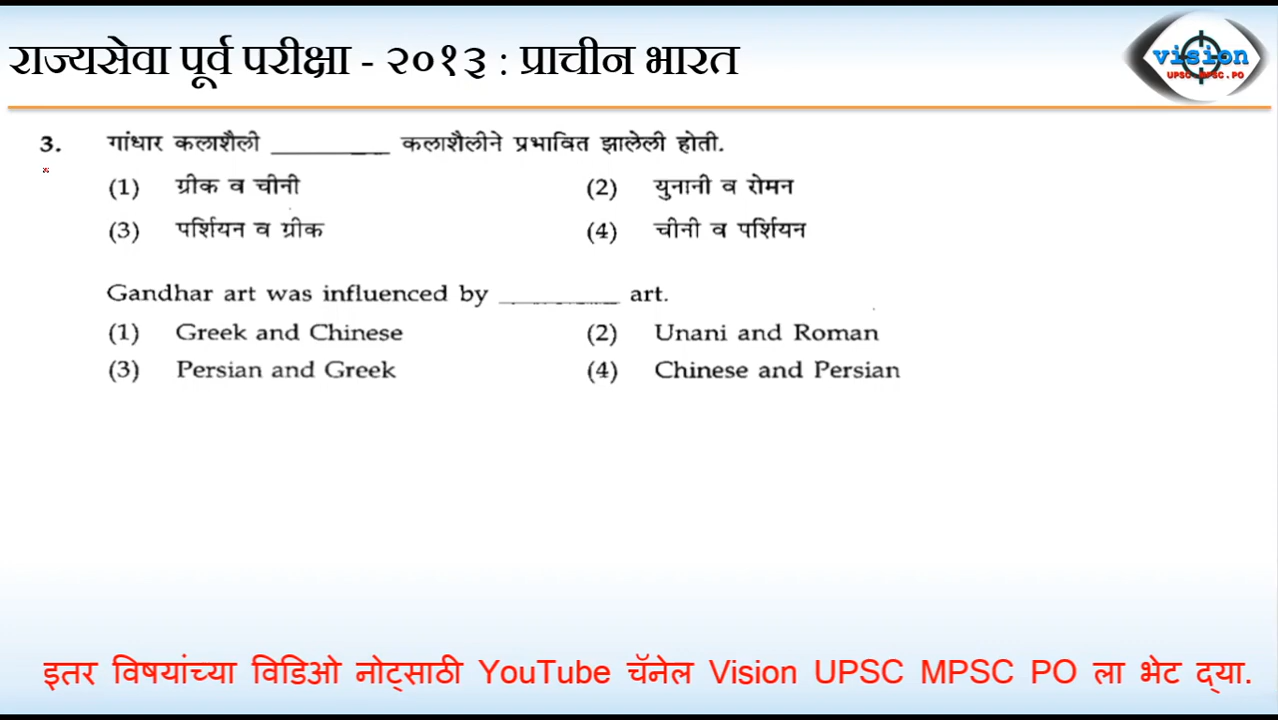 राज्यसेवा पूर्व परीक्षा - २०१३ : प्राचीन भारत
vision
UPSC MPSC.PO
3. गांधार कलाशैली __________ कलाशैलीने प्रभावित झालेली होती.
(1) ग्रीक व चीनी (2) युनानी व रोमन
(3) पर्शियन व ग्रीक (4) चीनी व पर्शियन
Gandhar art was influenced by __________ art.
(1) Greek and Chinese (2) Unani and Roman
(3) Persian and Greek (4) Chinese and Persian
इतर विषयांच्या विडिओ नोट्साठी YouTube चॅनेल Vision UPSC MPSC PO ला भेट द्या.